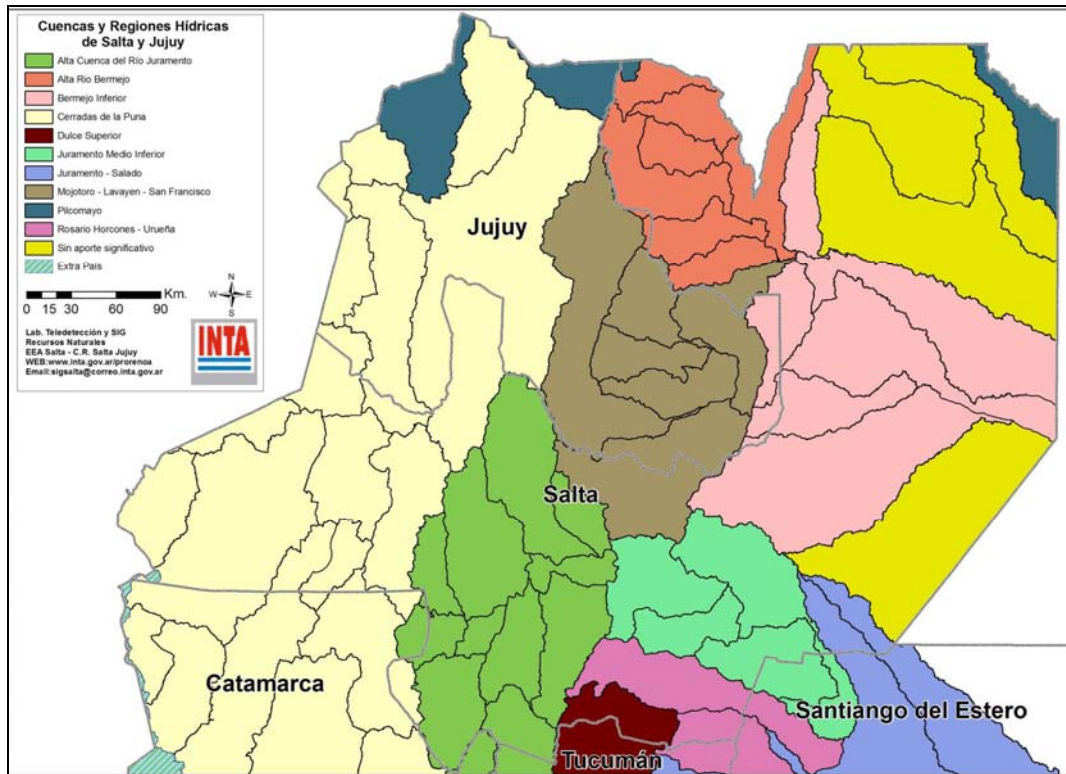 Cuencas y Regiones Hídricas
de Salta y Jujuy
Alta Cuenca del Río Juramento
Alta Rio Bermejo
Bermejo Inferior
Cerradas de la Puna
Dulce Superior
Juramento Medio Inferior
Juramento - Salado
Mojotoro - Lavayen - San Francisco
Pilcomayo
Rosario Horcones - Urueña
Sin aporte significativo
Extra País
Km.
0 15 30 60 90
N
W E
S
Lab. Teledetección y SIG
Recursos Naturales
EEA Salta - C.R. Salta Jujuy
WEB:www.inta.gov.ar/prorenoa
Email:sigsalta@correo.inta.gov.ar
INTA
Jujuy
Salta
Catamarca
Santiango del Estero
Tucumán